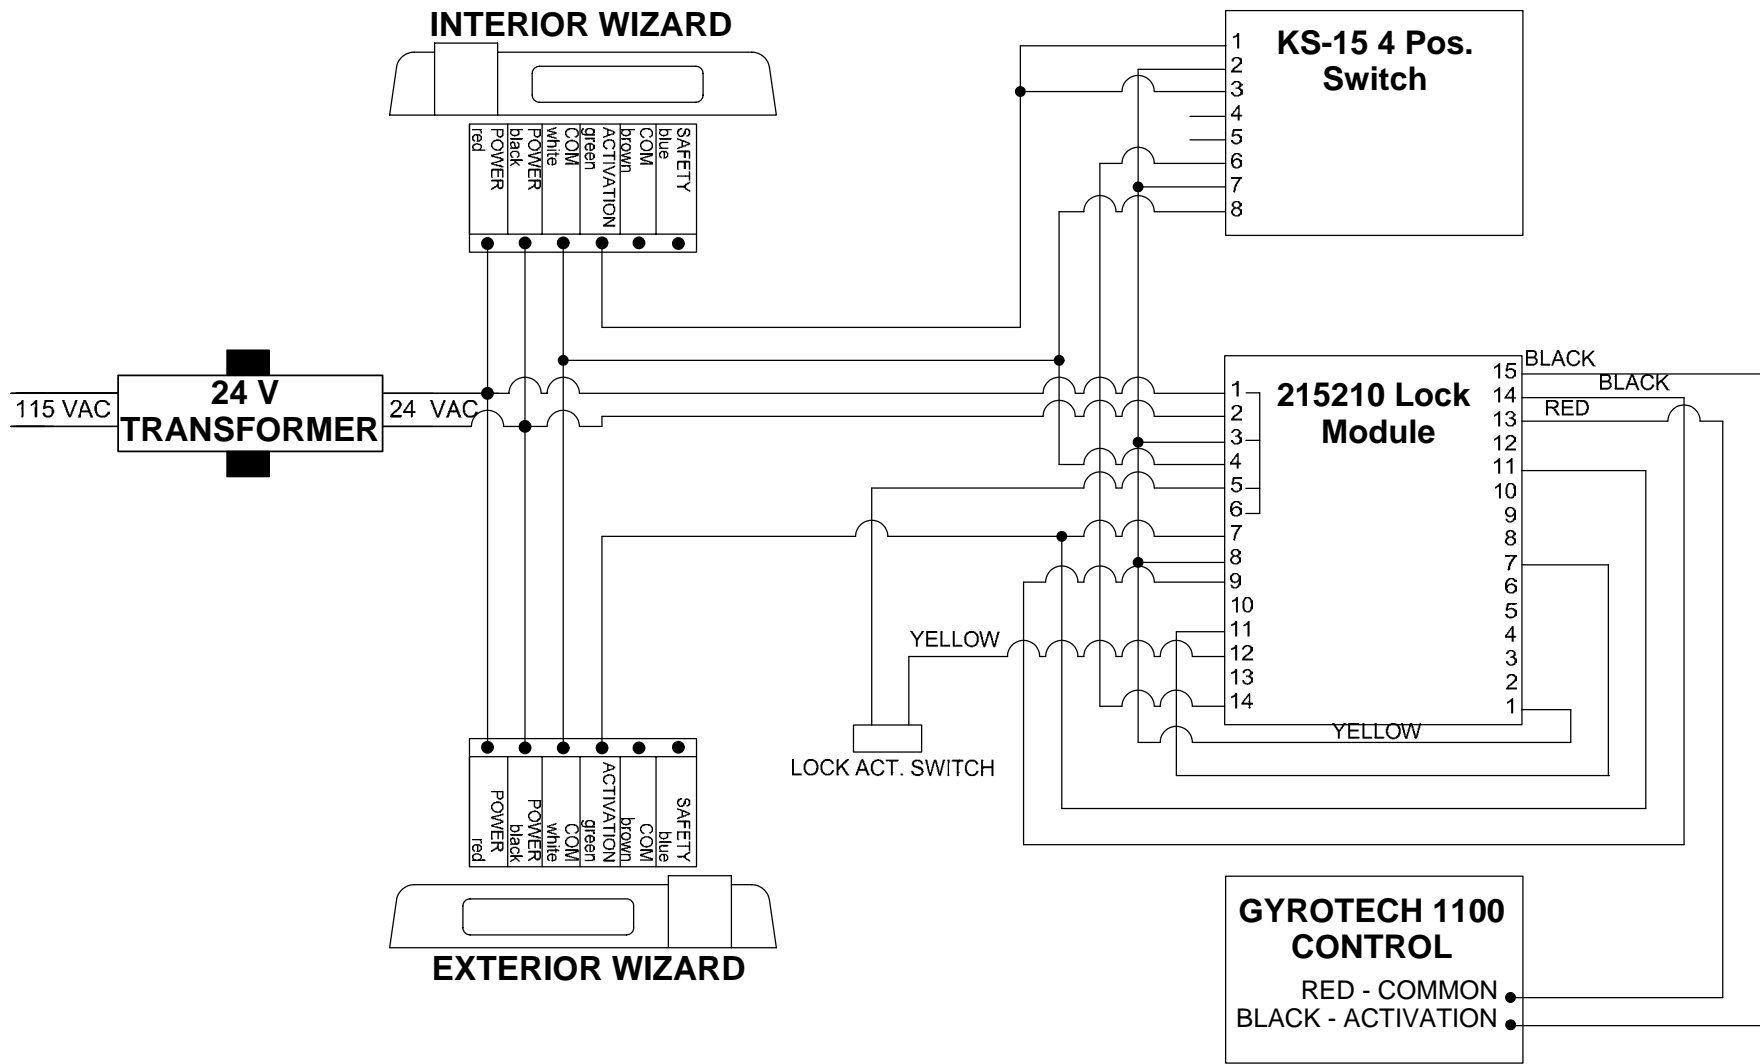 INTERIOR WIZARD
red
POWER
black
POWER
white
COM
green
ACTIVATION
brown
COM
blue
SAFETY
KS-15 4 Pos.
Switch
1
2
3
4
5
6
7
8
115 VAC
24 V
TRANSFORMER
24 VAC
215210 Lock
Module
1
2
3
4
5
6
7
8
9
10
11
12
13
14
15
14
13
12
11
10
9
8
7
6
5
4
3
2
1
BLACK
BLACK
RED
YELLOW
YELLOW
LOCK ACT. SWITCH
red
POWER
black
POWER
white
COM
green
ACTIVATION
brown
COM
blue
SAFETY
EXTERIOR WIZARD
GYROTECH 1100
CONTROL
RED - COMMON
BLACK - ACTIVATION